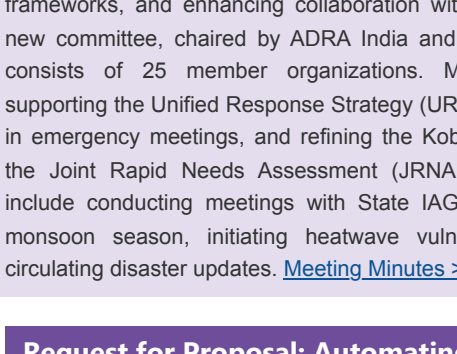 frameworks, and enhancing collaboration wit
new committee, chaired by ADRA India and
consists of 25 member organizations. M
supporting the Unified Response Strategy (UR
in emergency meetings, and refining the Kob
the Joint Rapid Needs Assessment (JRNA
include conducting meetings with State IAG
monsoon season, initiating heatwave vuln
circulating disaster updates. Meeting Minutes >
Request for Proposal: Automating